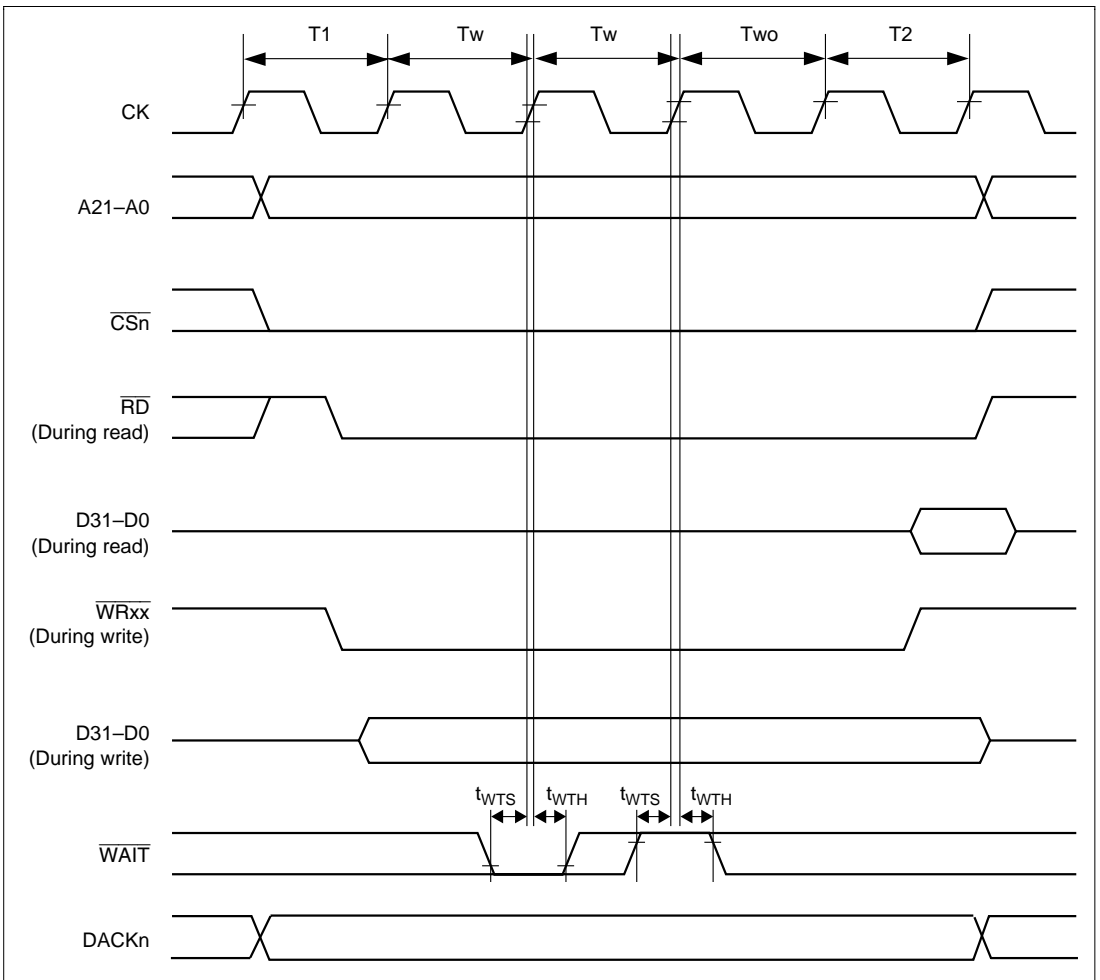 T1 Tw Tw Two T2
CK
A21–A0
CSn
RD
(During read)
D31–D0
(During read)
WRxx
(During write)
D31–D0
(During write)
tWTS tWTH tWTS tWTH
WAIT
DACKn